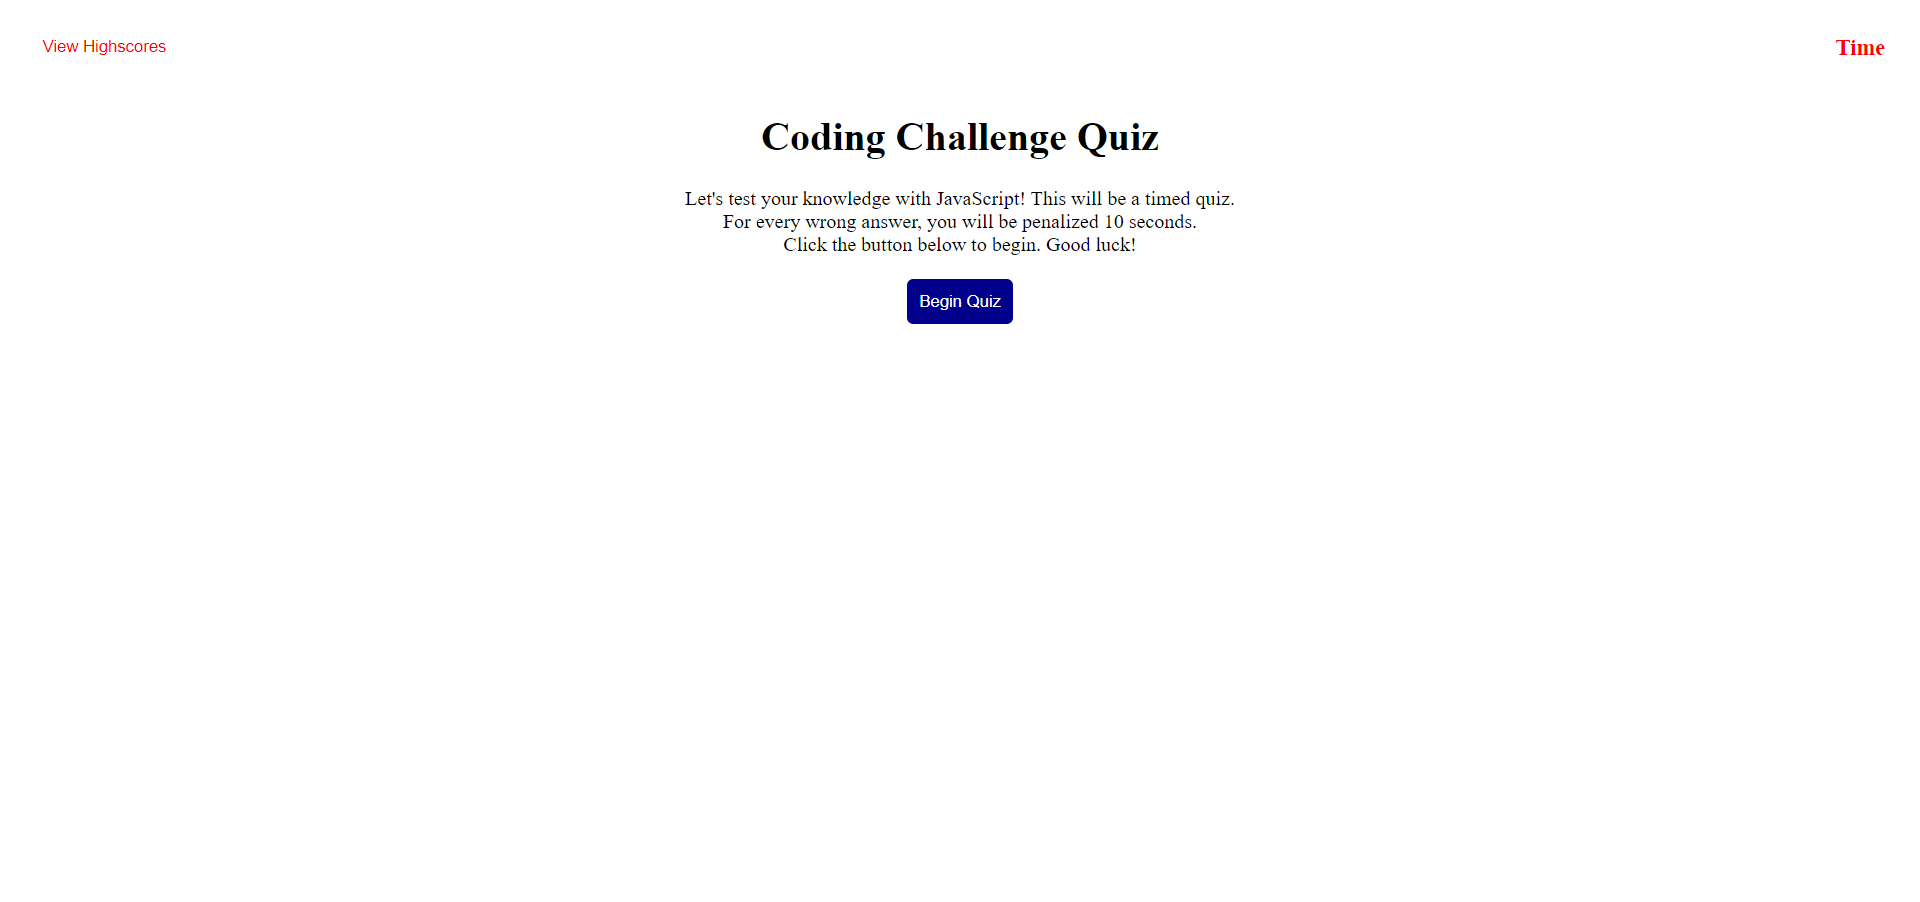 View Highscores
Time
Coding Challenge Quiz
Let's test your knowledge with JavaScript! This will be a timed quiz.
For every wrong answer, you will be penalized 10 seconds.
Click the button below to begin. Good luck!
Begin Quiz